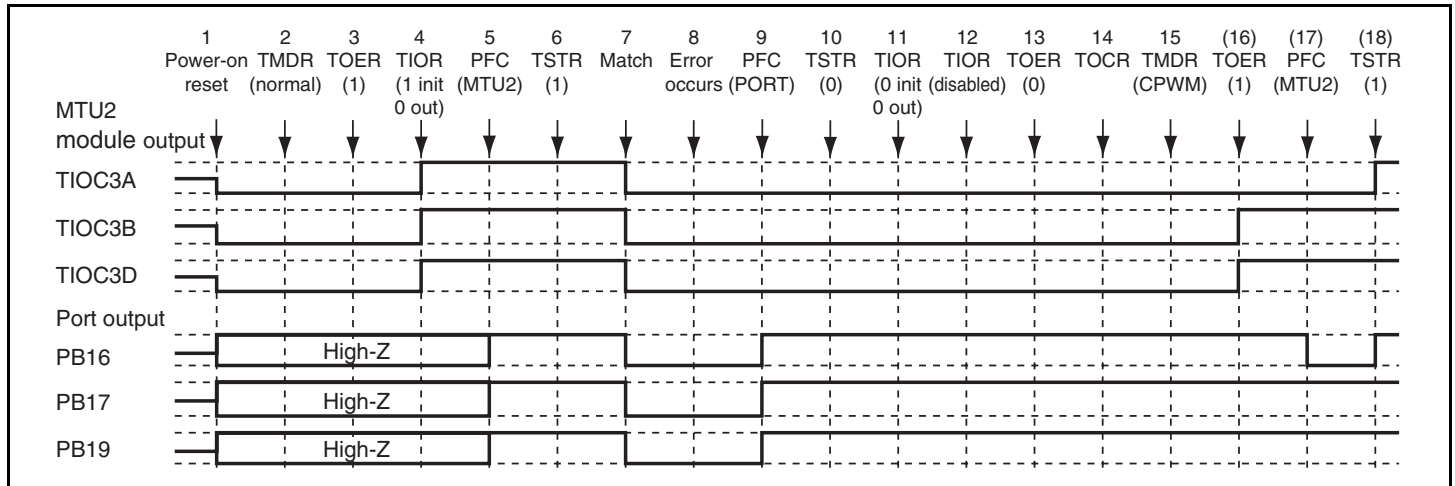 1 2 3 4 5 6 7 8 9 10 11 12 13 14 15 (16) (17) (18)
Power-on TMDR TOER TIOR PFC TSTR Match Error PFC TSTR TIOR TIOR TOER TOCR TMDR TOER PFC TSTR
reset (normal) (1) (1 init (MTU2) (1) occurs (PORT) (0) (0 init (disabled) (0) (CPWM) (1) (MTU2) (1)
0 out) 0 out)
MTU2
module output
TIOC3A
TIOC3B
TIOC3D
Port output
PB16 High-Z
PB17 High-Z
PB19 High-Z